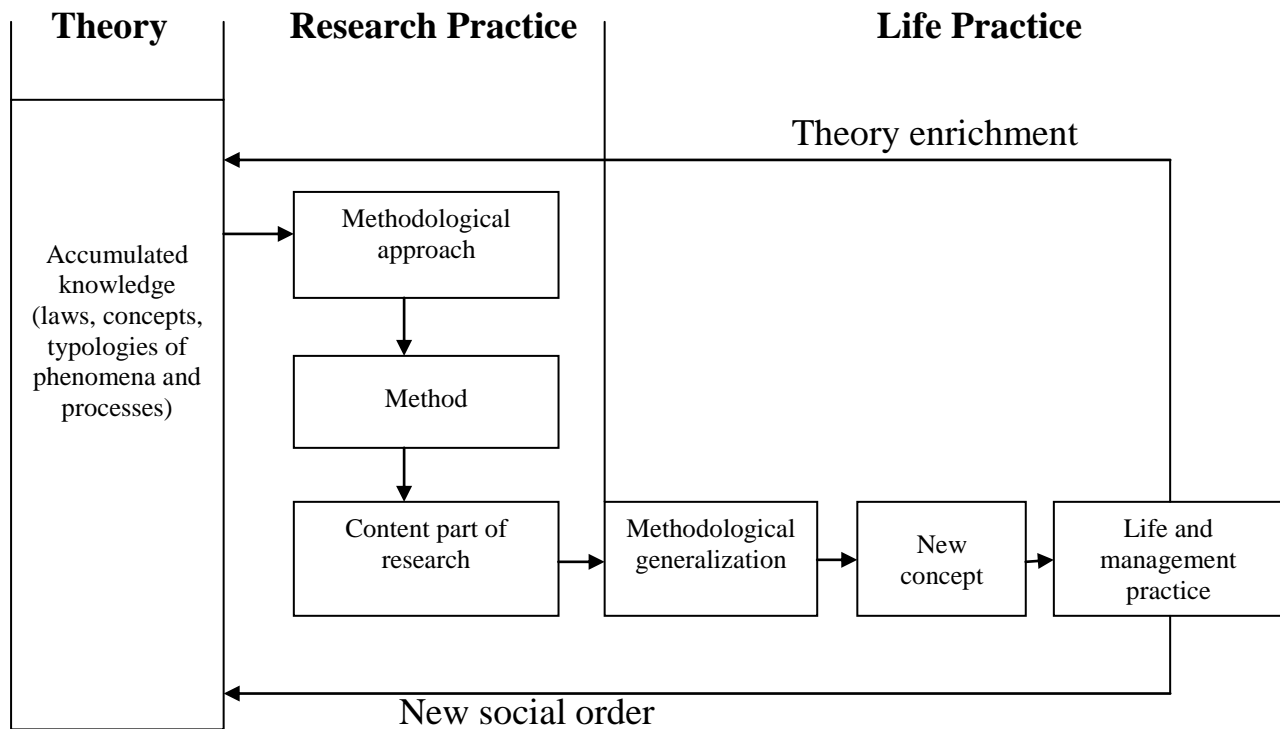 Theory
Research Practice
Life Practice
Theory enrichment
Accumulated
knowledge
(laws, concepts,
typologies of
phenomena and
processes)
Methodological
approach
Method
Content part of
research
Methodological
generalization
New
concept
Life and
management
practice
New social order